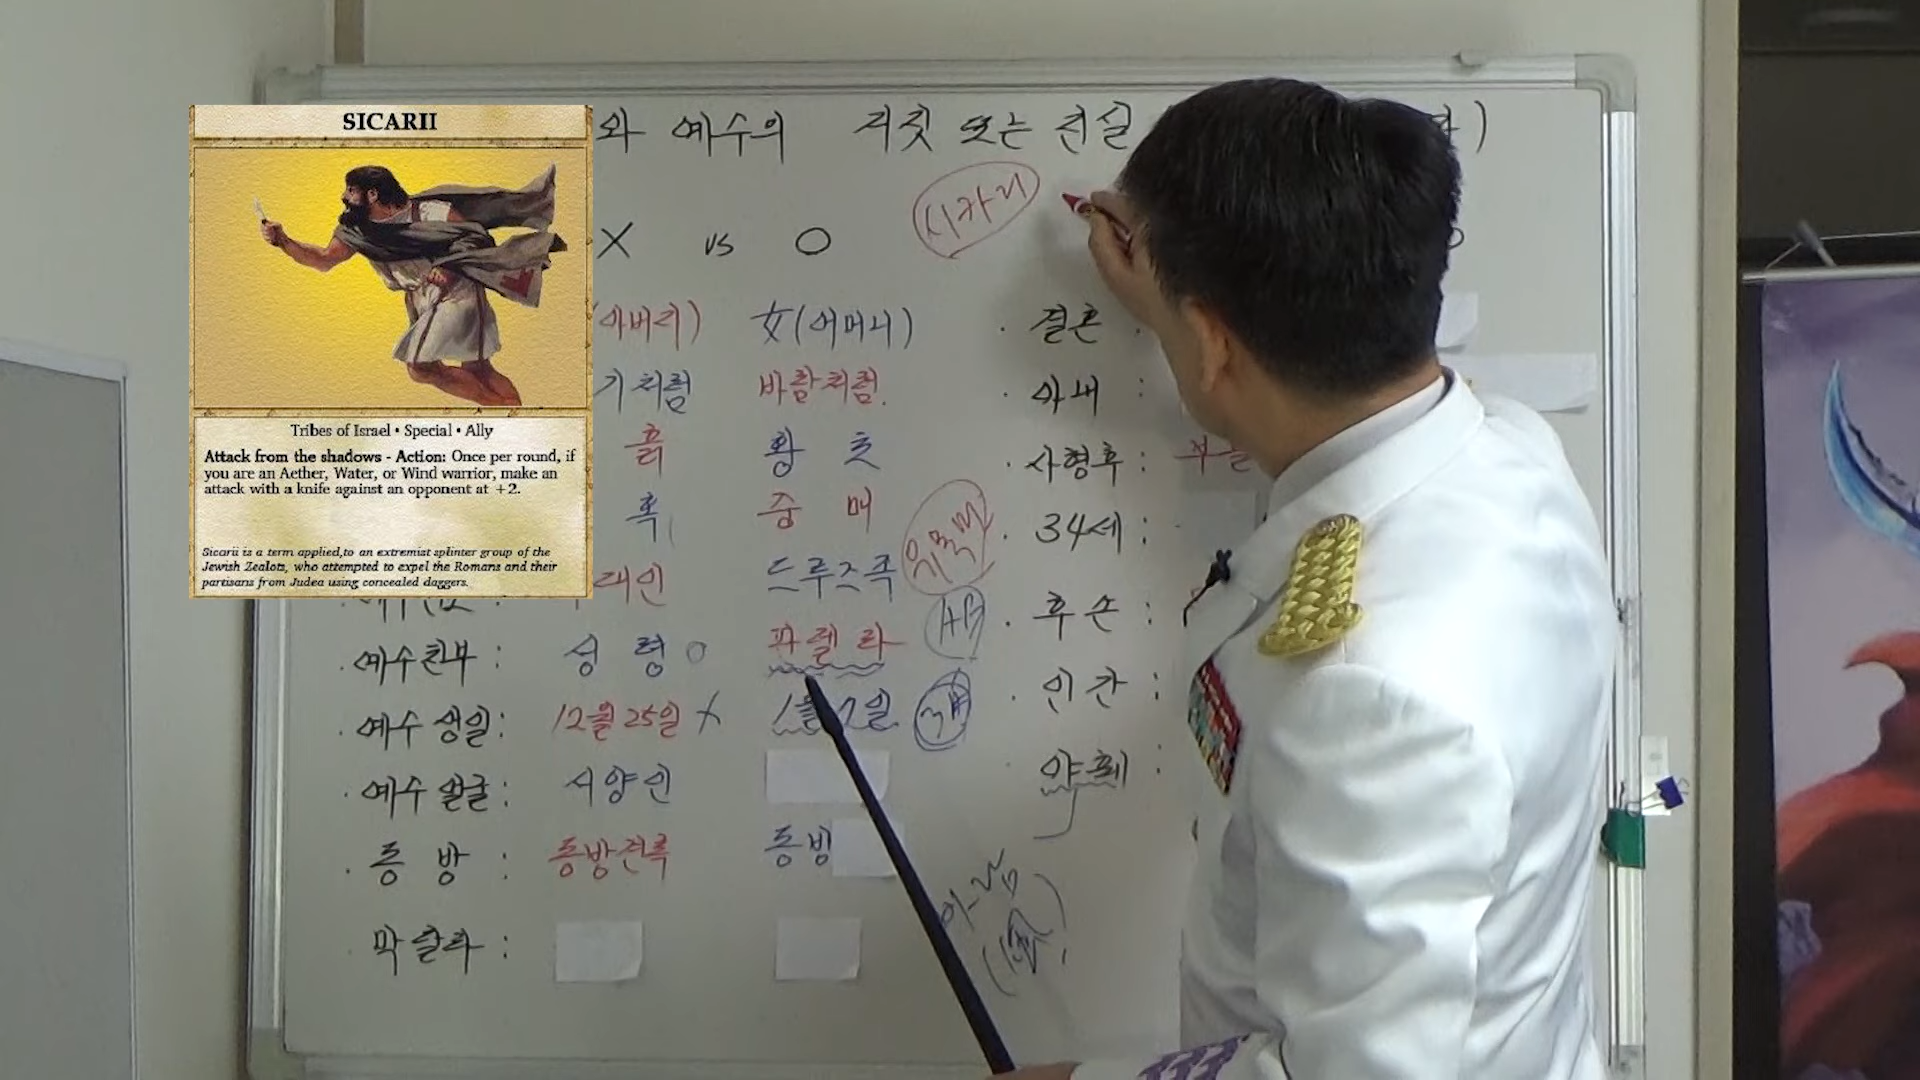 SICARII
Tribes of Israel • Special • Ally
Attack from the shadows - Action: Once per round, if
you are an Aether, Water, or Wind warrior, make an
attack with a knife against an opponent at +2.
Sicarii is a term applied,to an extremist splinter group of the
Jewish Zealots, who attempted to expel the Romans and their
partisans from Judea using concealed daggers.
와 예수의 거짓 또는 진실
시카리
X vs O
(아버지) 女(어머니)
기처럼 바람처럼.
흙 황 토
혹 중 매
대인 드루즈족
예수친부 : 성 령 o 판델라
예수 생일 : 12월 25일 X 1월 7일
예수 얼굴 : 서양인
동 방 : 동방견록 동방
막달라 :
· 결혼 ·
· 아내 :
· 사형후 : 부
· 34세 :
· 후손 :
· 인간 :
· 야훼 :